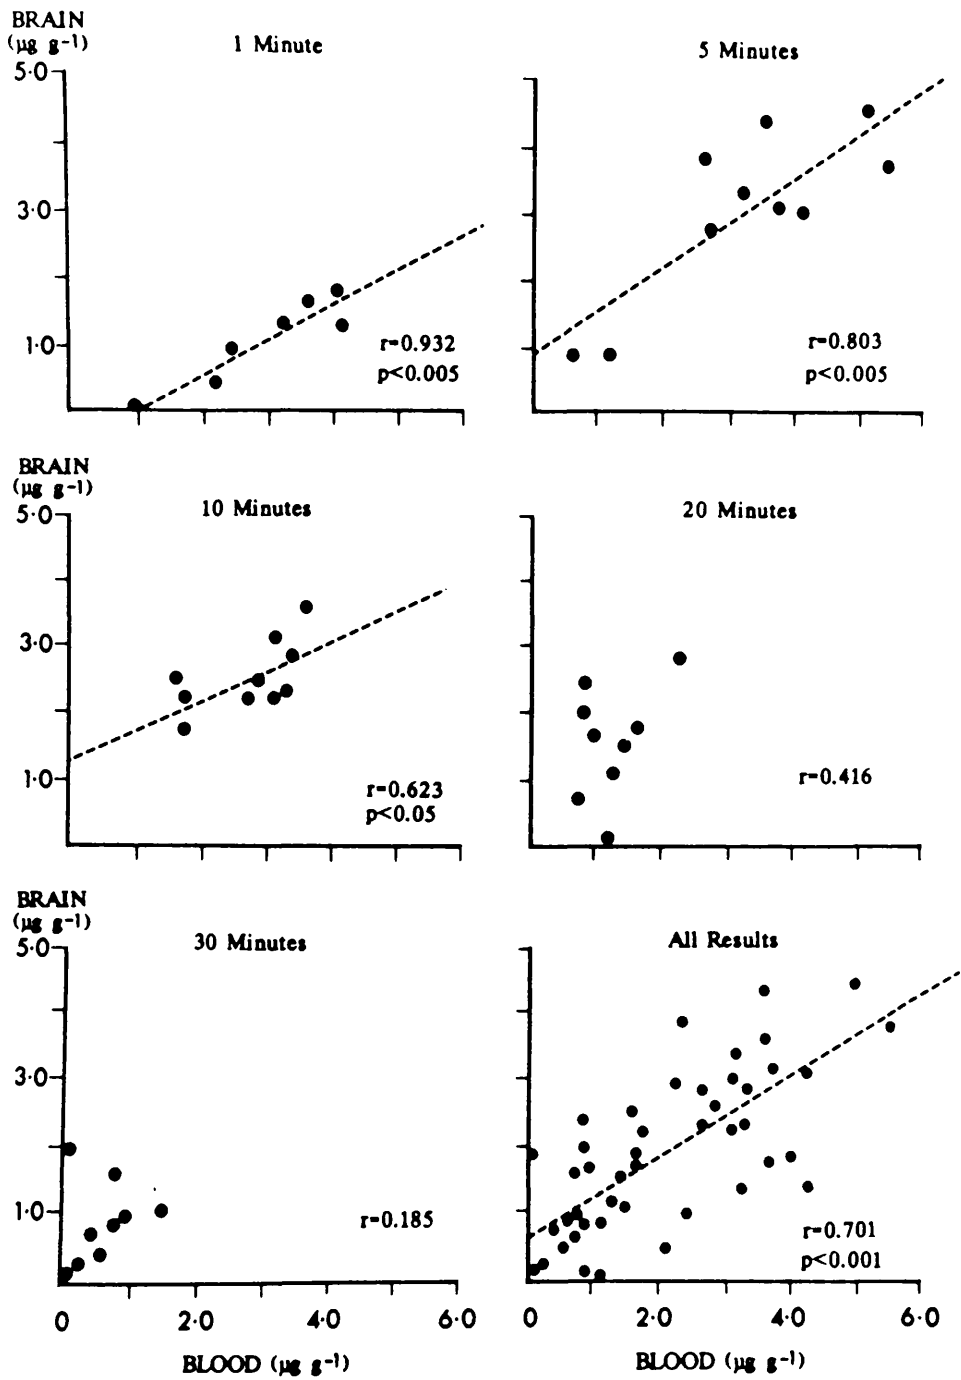 BRAIN
(µg g⁻¹)
1 Minute
5 Minutes
5·0
3·0
1·0
r=0.932
p<0.005
r=0.803
p<0.005
BRAIN
(µg g⁻¹)
10 Minutes
20 Minutes
5·0
3·0
1·0
r=0.623
p<0.05
r=0.416
BRAIN
(µg g⁻¹)
30 Minutes
All Results
5·0
3·0
1·0
r=0.185
r=0.701
p<0.001
0 2·0 4·0 6·0
0 2·0 4·0 6·0
BLOOD (µg g⁻¹)
BLOOD (µg g⁻¹)